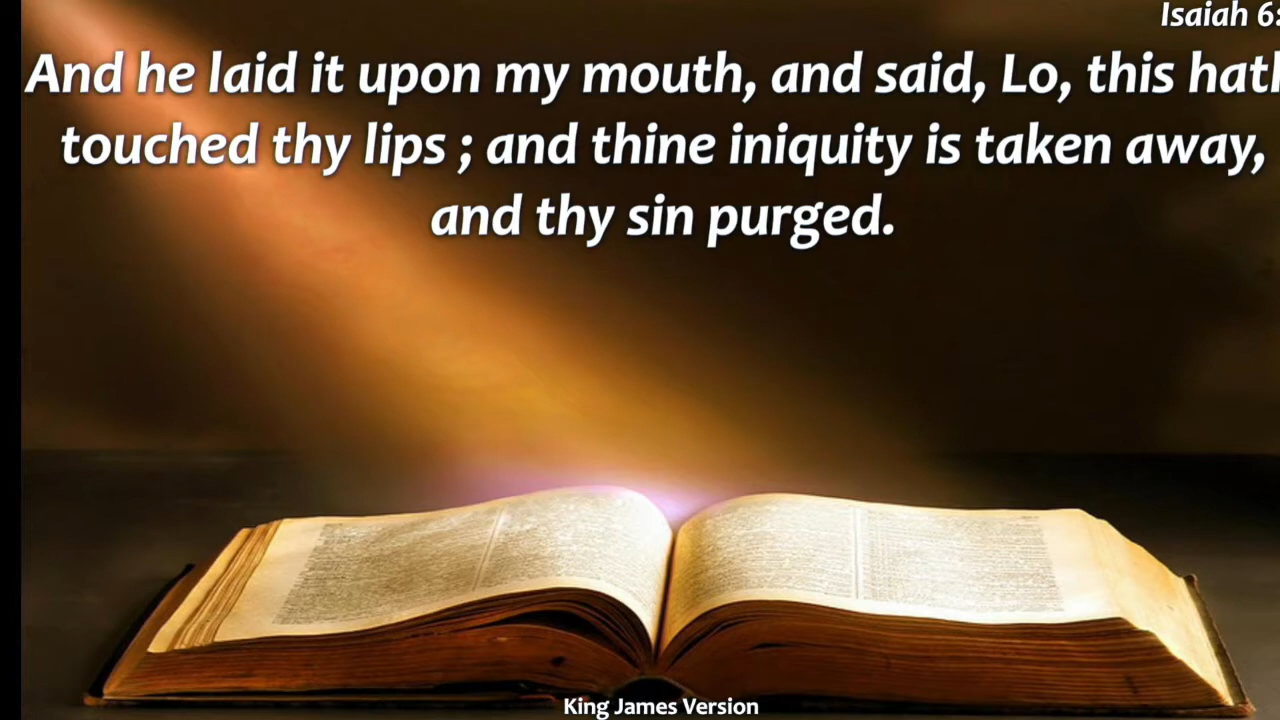 Isaiah 6:
And he laid it upon my mouth, and said, Lo, this hath
touched thy lips ; and thine iniquity is taken away,
and thy sin purged.
King James Version